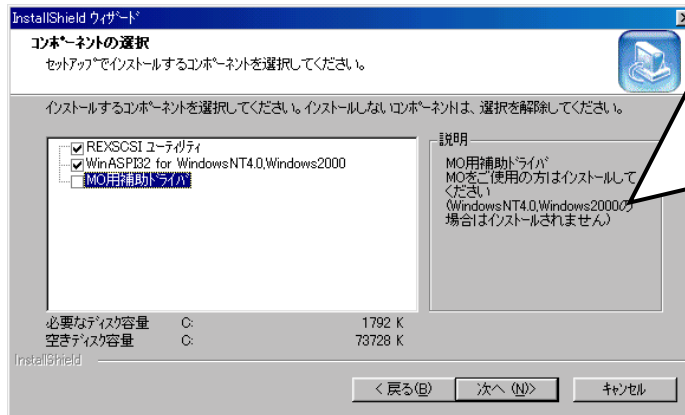 InstallShield ウィザード
コンポーネントの選択
セットアップでインストールするコンポーネントを選択してください。
インストールするコンポーネントを選択してください。インストールしないコンポーネントは、選択を解除してください。
REXSCSI ユーティリティ
WinASPI32 for WindowsNT4.0,Windows2000
MO用補助ドライバ
説明
MO用補助ドライバ
MOをご使用の方はインストールして
ください
(WindowsNT4.0,Windows2000の
場合はインストールされません)
必要なディスク容量 C: 1792 K
空きディスク容量 C: 73728 K
InstallShield
< 戻る(B) 次へ (N)> キャンセル